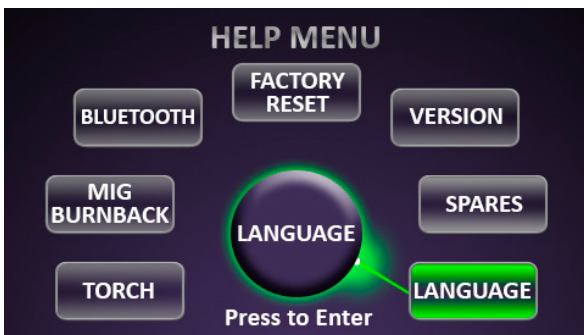 HELP MENU
FACTORY
RESET
BLUETOOTH
VERSION
MIG
BURNBACK
SPARES
LANGUAGE
TORCH
LANGUAGE
Press to Enter